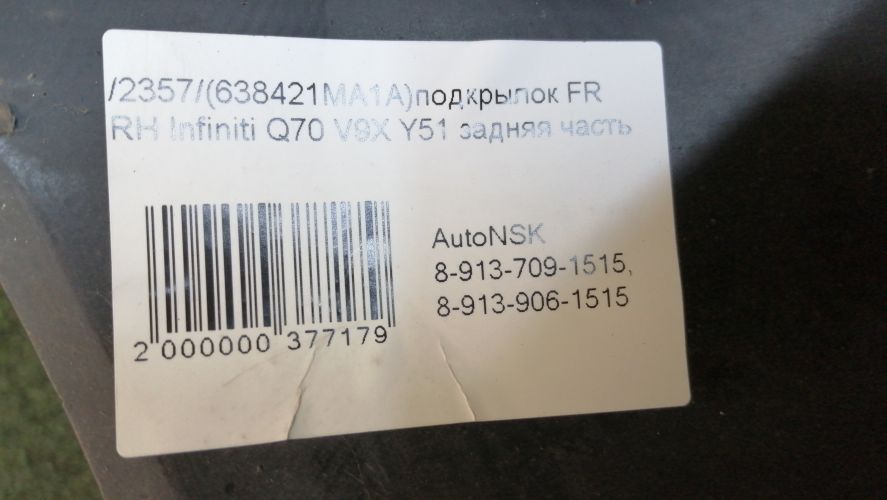 /2357/(638421MA1A)подкрылок FR
RH Infiniti Q70 V9X Y51 задняя часть
AutoNSK
8-913-709-1515,
8-913-906-1515
2 000000 377179